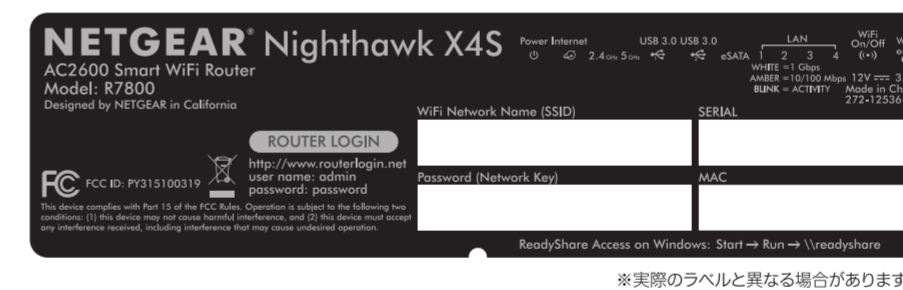 NETGEAR® Nighthawk X4S
AC2600 Smart WiFi Router
Model: R7800
Designed by NETGEAR in California
Power Internet
2.4 GHz 5 GHz
USB 3.0 USB 3.0
eSATA
LAN
1 2 3 4
WiFi
On/Off
WHITE = 1 Gbps
AMBER = 10/100 Mbps
BLINK = ACTIVITY
12V ⎓ 3.
Made in Ch
272-12536
WiFi Network Name (SSID)
SERIAL
ROUTER LOGIN
http://www.routerlogin.net
user name: admin
password: password
Password (Network Key)
MAC
FC FCC ID: PY315100319
This device complies with Part 15 of the FCC Rules. Operation is subject to the following two
conditions: (1) this device may not cause harmful interference, and (2) this device must accept
any interference received, including interference that may cause undesired operation.
ReadyShare Access on Windows: Start → Run → \\readyshare
※実際のラベルと異なる場合があります